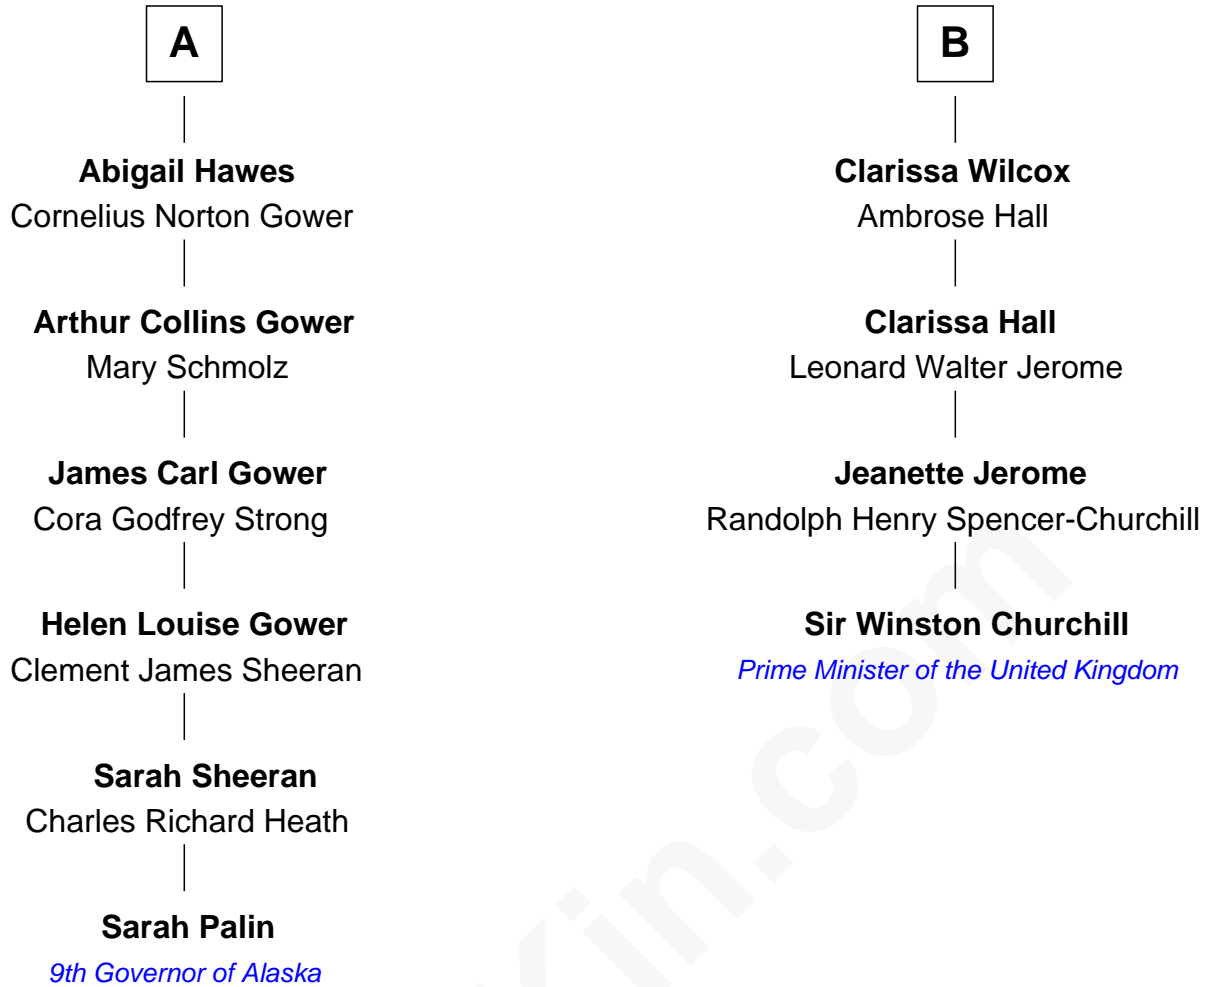 A
Abigail Hawes
Cornelius Norton Gower
Arthur Collins Gower
Mary Schmolz
James Carl Gower
Cora Godfrey Strong
Helen Louise Gower
Clement James Sheeran
Sarah Sheeran
Charles Richard Heath
Sarah Palin
9th Governor of Alaska
B
Clarissa Wilcox
Ambrose Hall
Clarissa Hall
Leonard Walter Jerome
Jeanette Jerome
Randolph Henry Spencer-Churchill
Sir Winston Churchill
Prime Minister of the United Kingdom
Kin.com